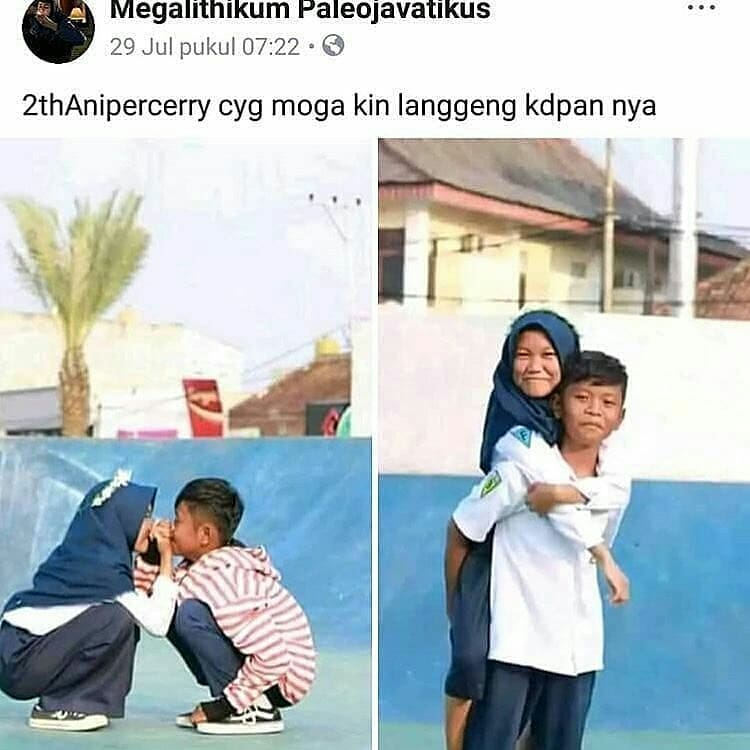 Megalithikum Paleojavatikus
29 Jul pukul 07:22 •
2thAnipercerry cyg moga kin langgeng kdpan nya